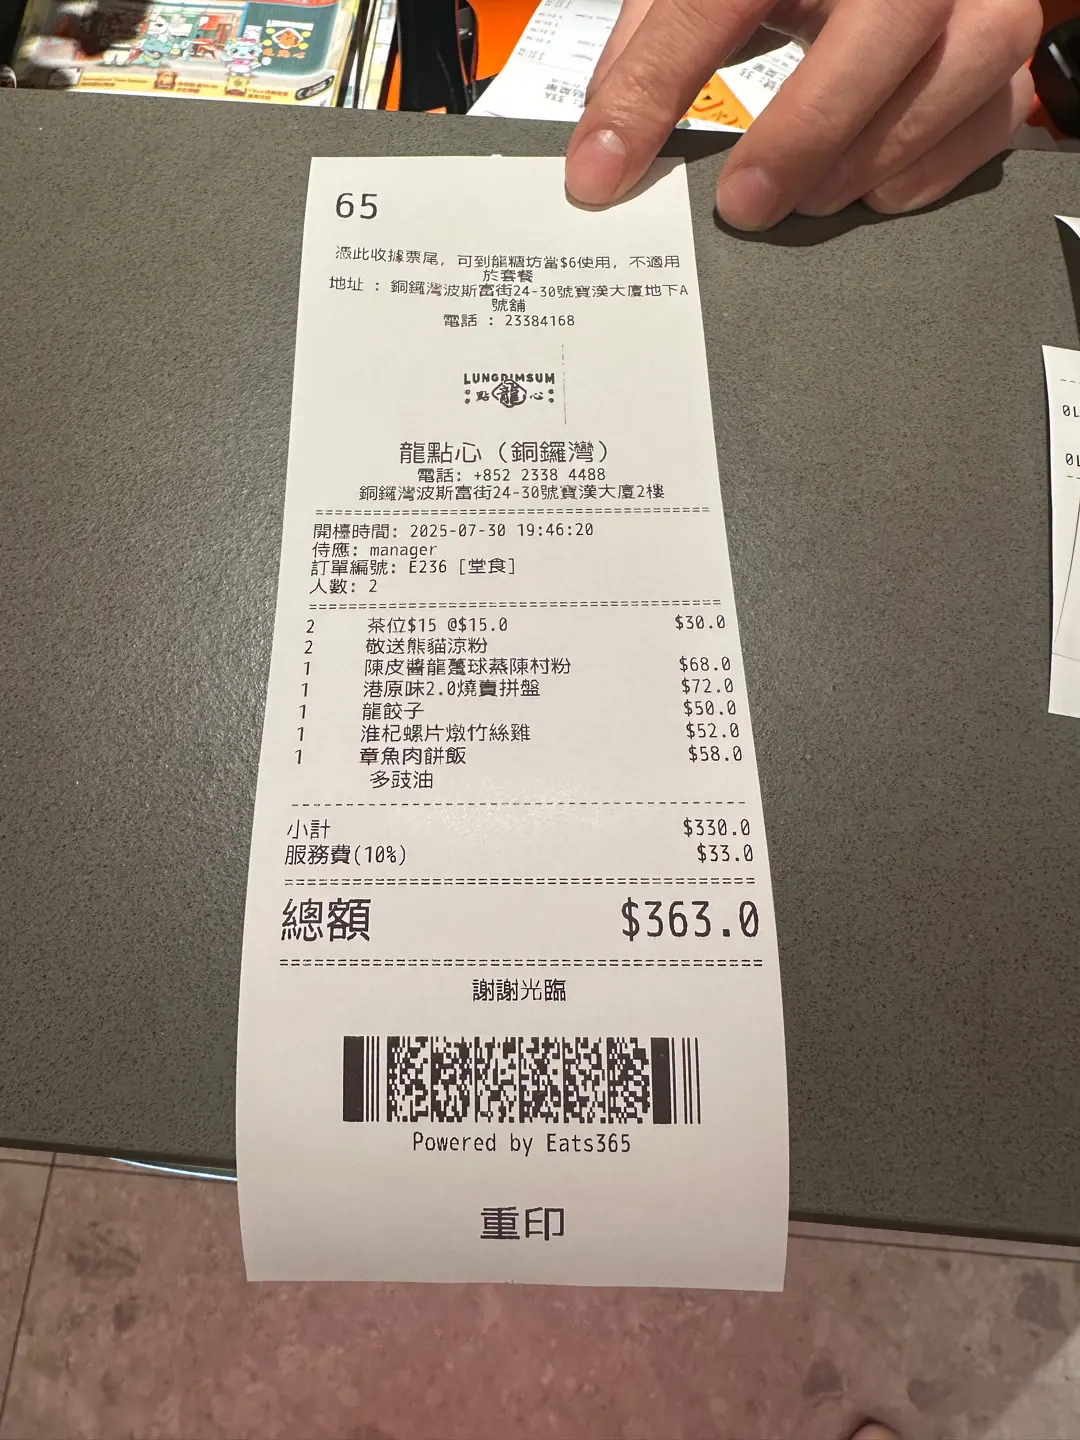 65
憑此收據票尾, 可到龍糖坊當$6使用, 不適用
於套餐
地址 : 銅鑼灣波斯富街24-30號寶漢大廈地下A
號舖
電話 : 23384168
LUNGDIMSUM
點龍心
龍點心 (銅鑼灣)
電話: +852 2338 4488
銅鑼灣波斯富街24-30號寶漢大廈2樓
開檯時間: 2025-07-30 19:46:20
侍應: manager
訂單編號: E236 [堂食]
人數: 2
2 茶位$15 @$15.0 $30.0
2 敬送熊貓涼粉
1 陳皮醬龍躉球蒸陳村粉 $68.0
1 港原味2.0燒賣拼盤 $72.0
1 龍餃子 $50.0
1 淮杞螺片燉竹絲雞 $52.0
1 章魚肉餅飯 $58.0
多豉油
小計 $330.0
服務費(10%) $33.0
總額 $363.0
謝謝光臨
Powered by Eats365
重印